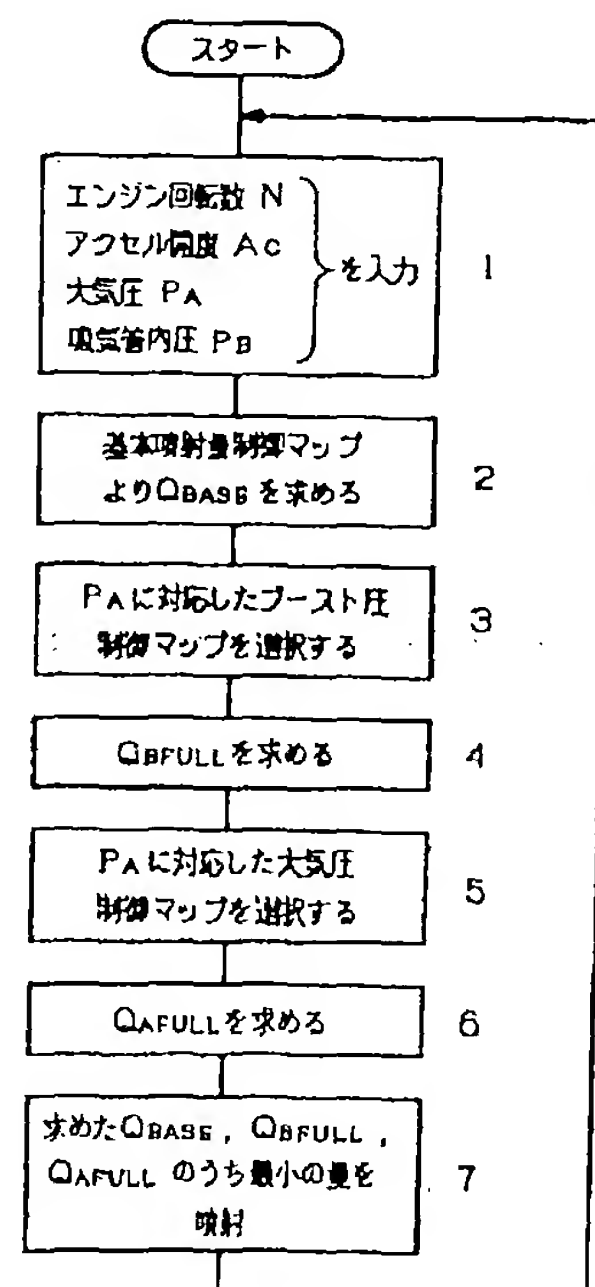 スタート
エンジン回転数 N
アクセル開度 AC
大気圧 PA
吸気管内圧 PB
を入力
1
基本噴射量制御マップ
よりQBASEを求める
2
PAに対応したブースト圧
制御マップを選択する
3
QBFULLを求める
4
PAに対応した大気圧
制御マップを選択する
5
QAFULLを求める
6
求めたQBASE，QBFULL，
QAFULLのうち最小の量を
噴射
7